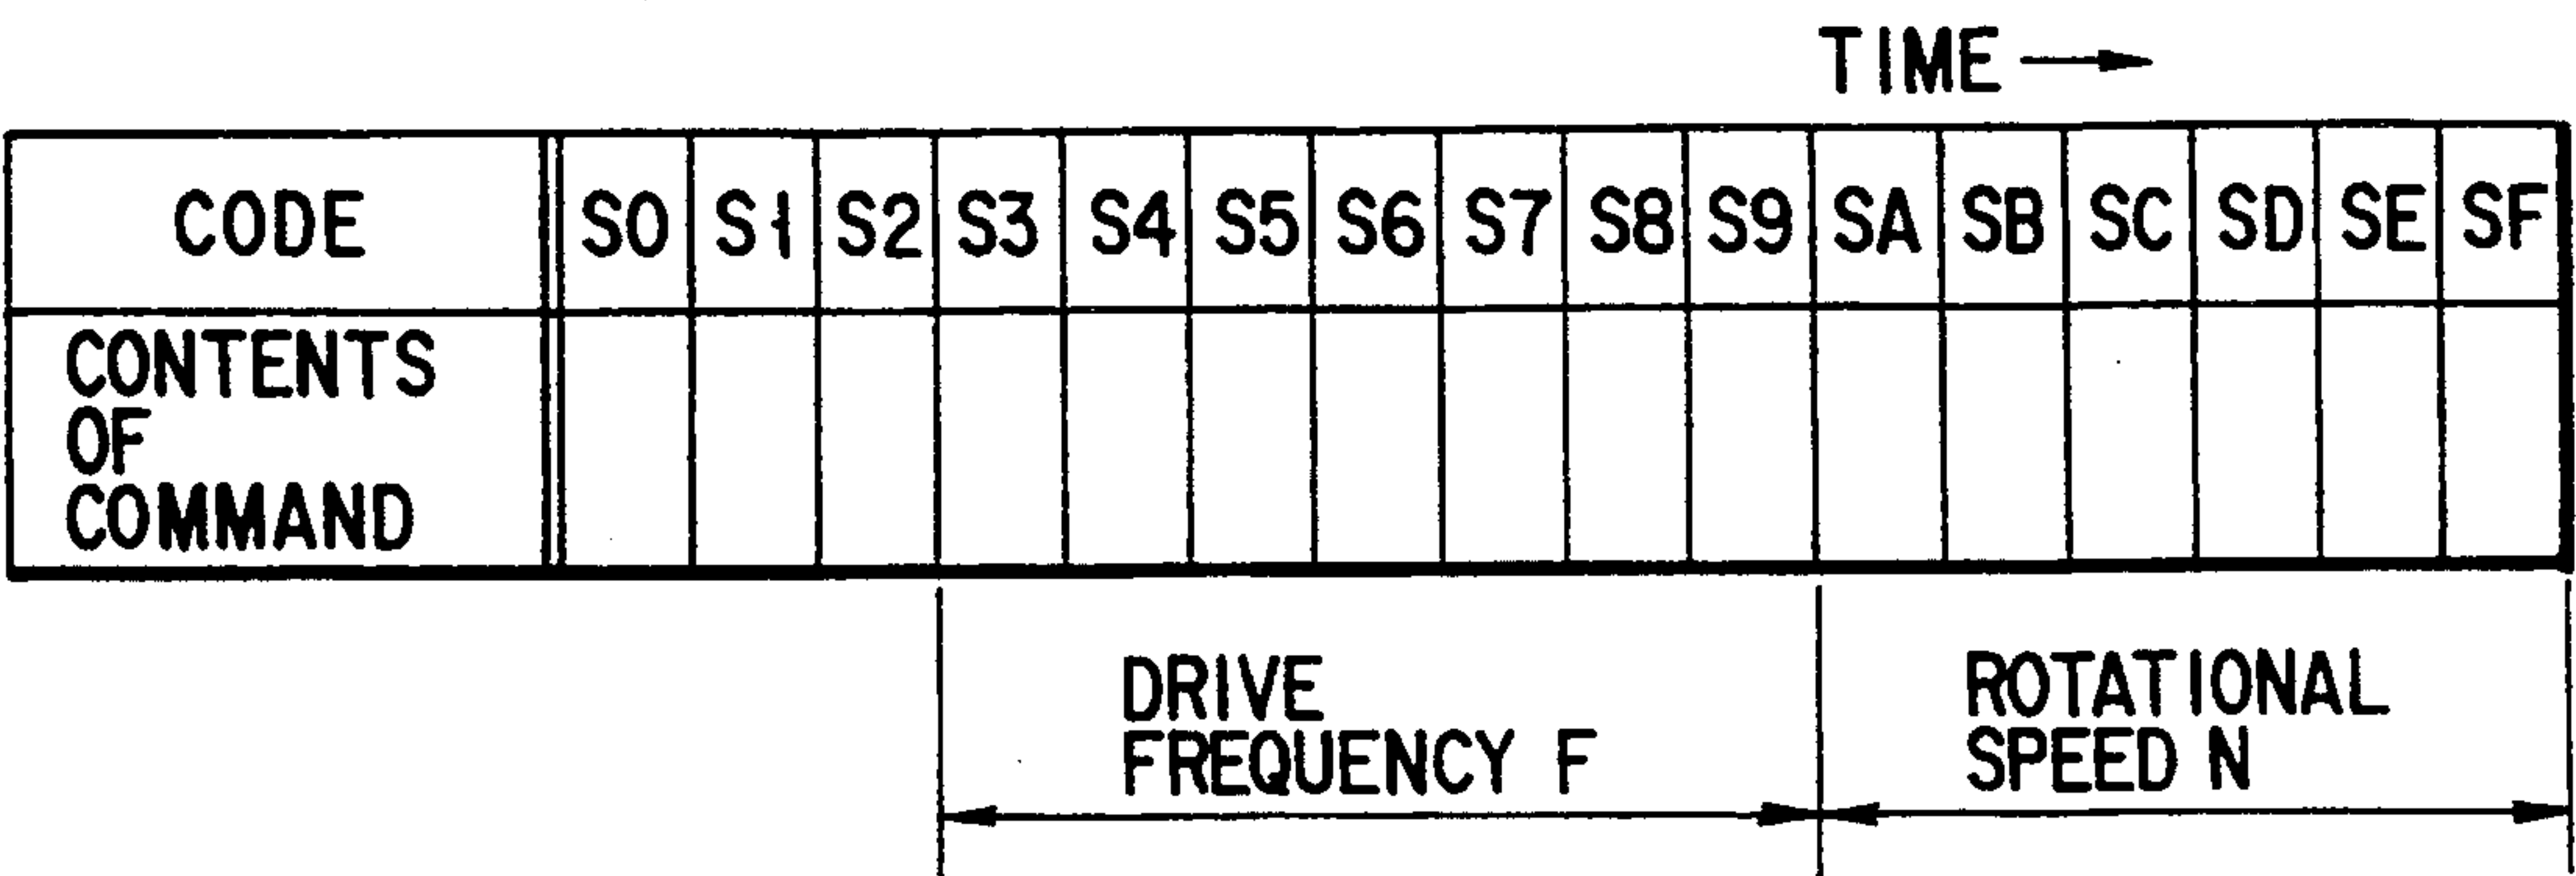 TIME
CODE S0 S1 S2 S3 S4 S5 S6 S7 S8 S9 SA SB SC SD SE SF
CONTENTS
OF
COMMAND
DRIVE
FREQUENCY F
ROTATIONAL
SPEED N